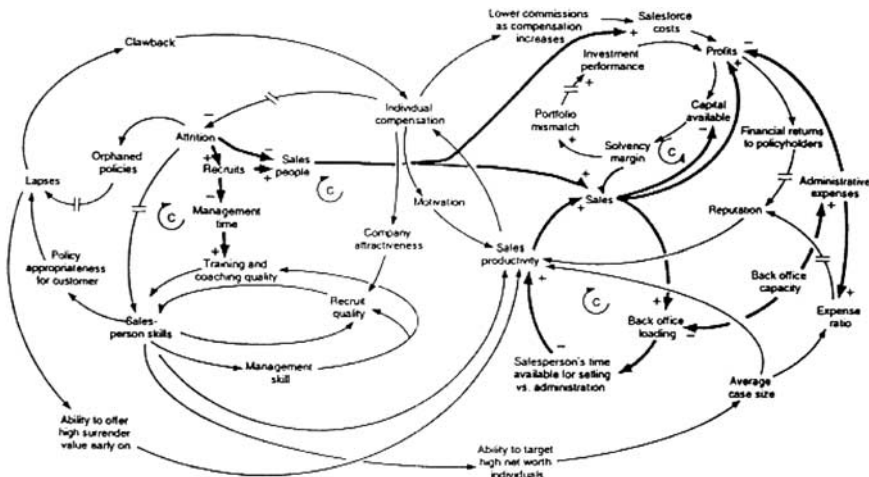 Lower commissions
as compensation
increases
Salesforce
costs
Clawback
Investment
performance
Profits
Individual
compensation
Portfolio
mismatch
Capital
available
Attrition
Financial returns
to policyholders
Orphaned
policies
Recruits
Sales
people
Solvency
margin
C
Lapses
C
Motivation
Sales
Administrative
expenses
C
Management
time
Reputation
Company
attractiveness
Sales
productivity
Policy
appropriateness
for customer
Training and
coaching quality
Back office
capacity
Recruit
quality
C
Expense
ratio
Sales-
person skills
Back office
loading
Management
skill
Salesperson's time
available for selling
vs. administration
Average
case size
Ability to offer
high surrender
value early on
Ability to target
high net worth
individuals
+
+
+
+
+
+
+
+
+
+
+
+
+
−
−
−
−
−
−
−